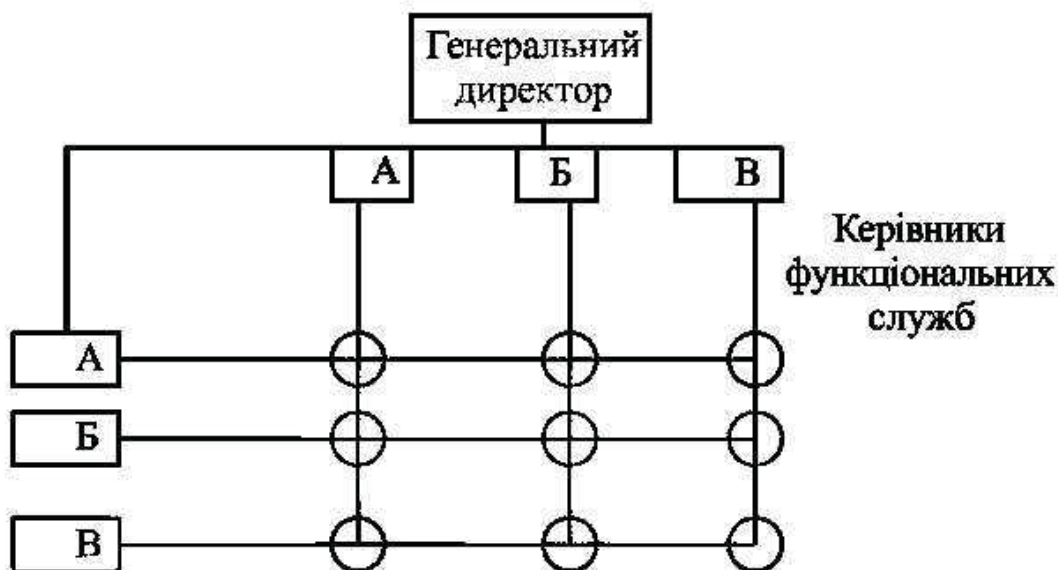 Генеральний
директор
А
Б
В
Керівники
функціональних
служб
А
Б
В